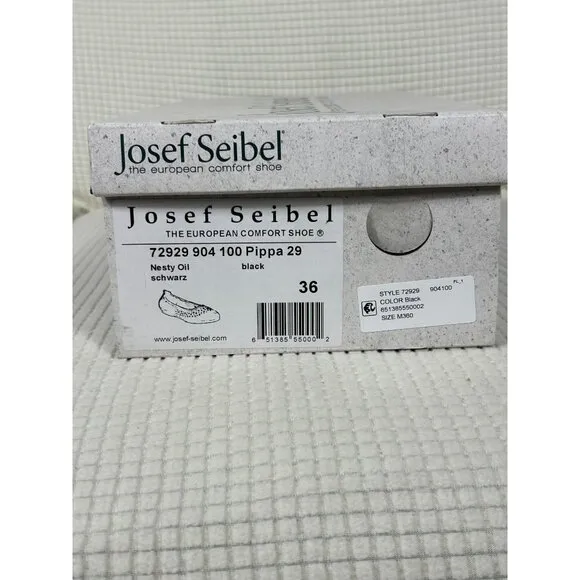 Josef Seibel®
the european comfort shoe
Josef Seibel
THE EUROPEAN COMFORT SHOE ®
72929 904 100 Pippa 29
Nesty Oil black
schwarz
36
www.josef-seibel.com
6 51385 55000 2
FL_1
STYLE 72929 904100
COLOR Black
651385550002
SIZE M360